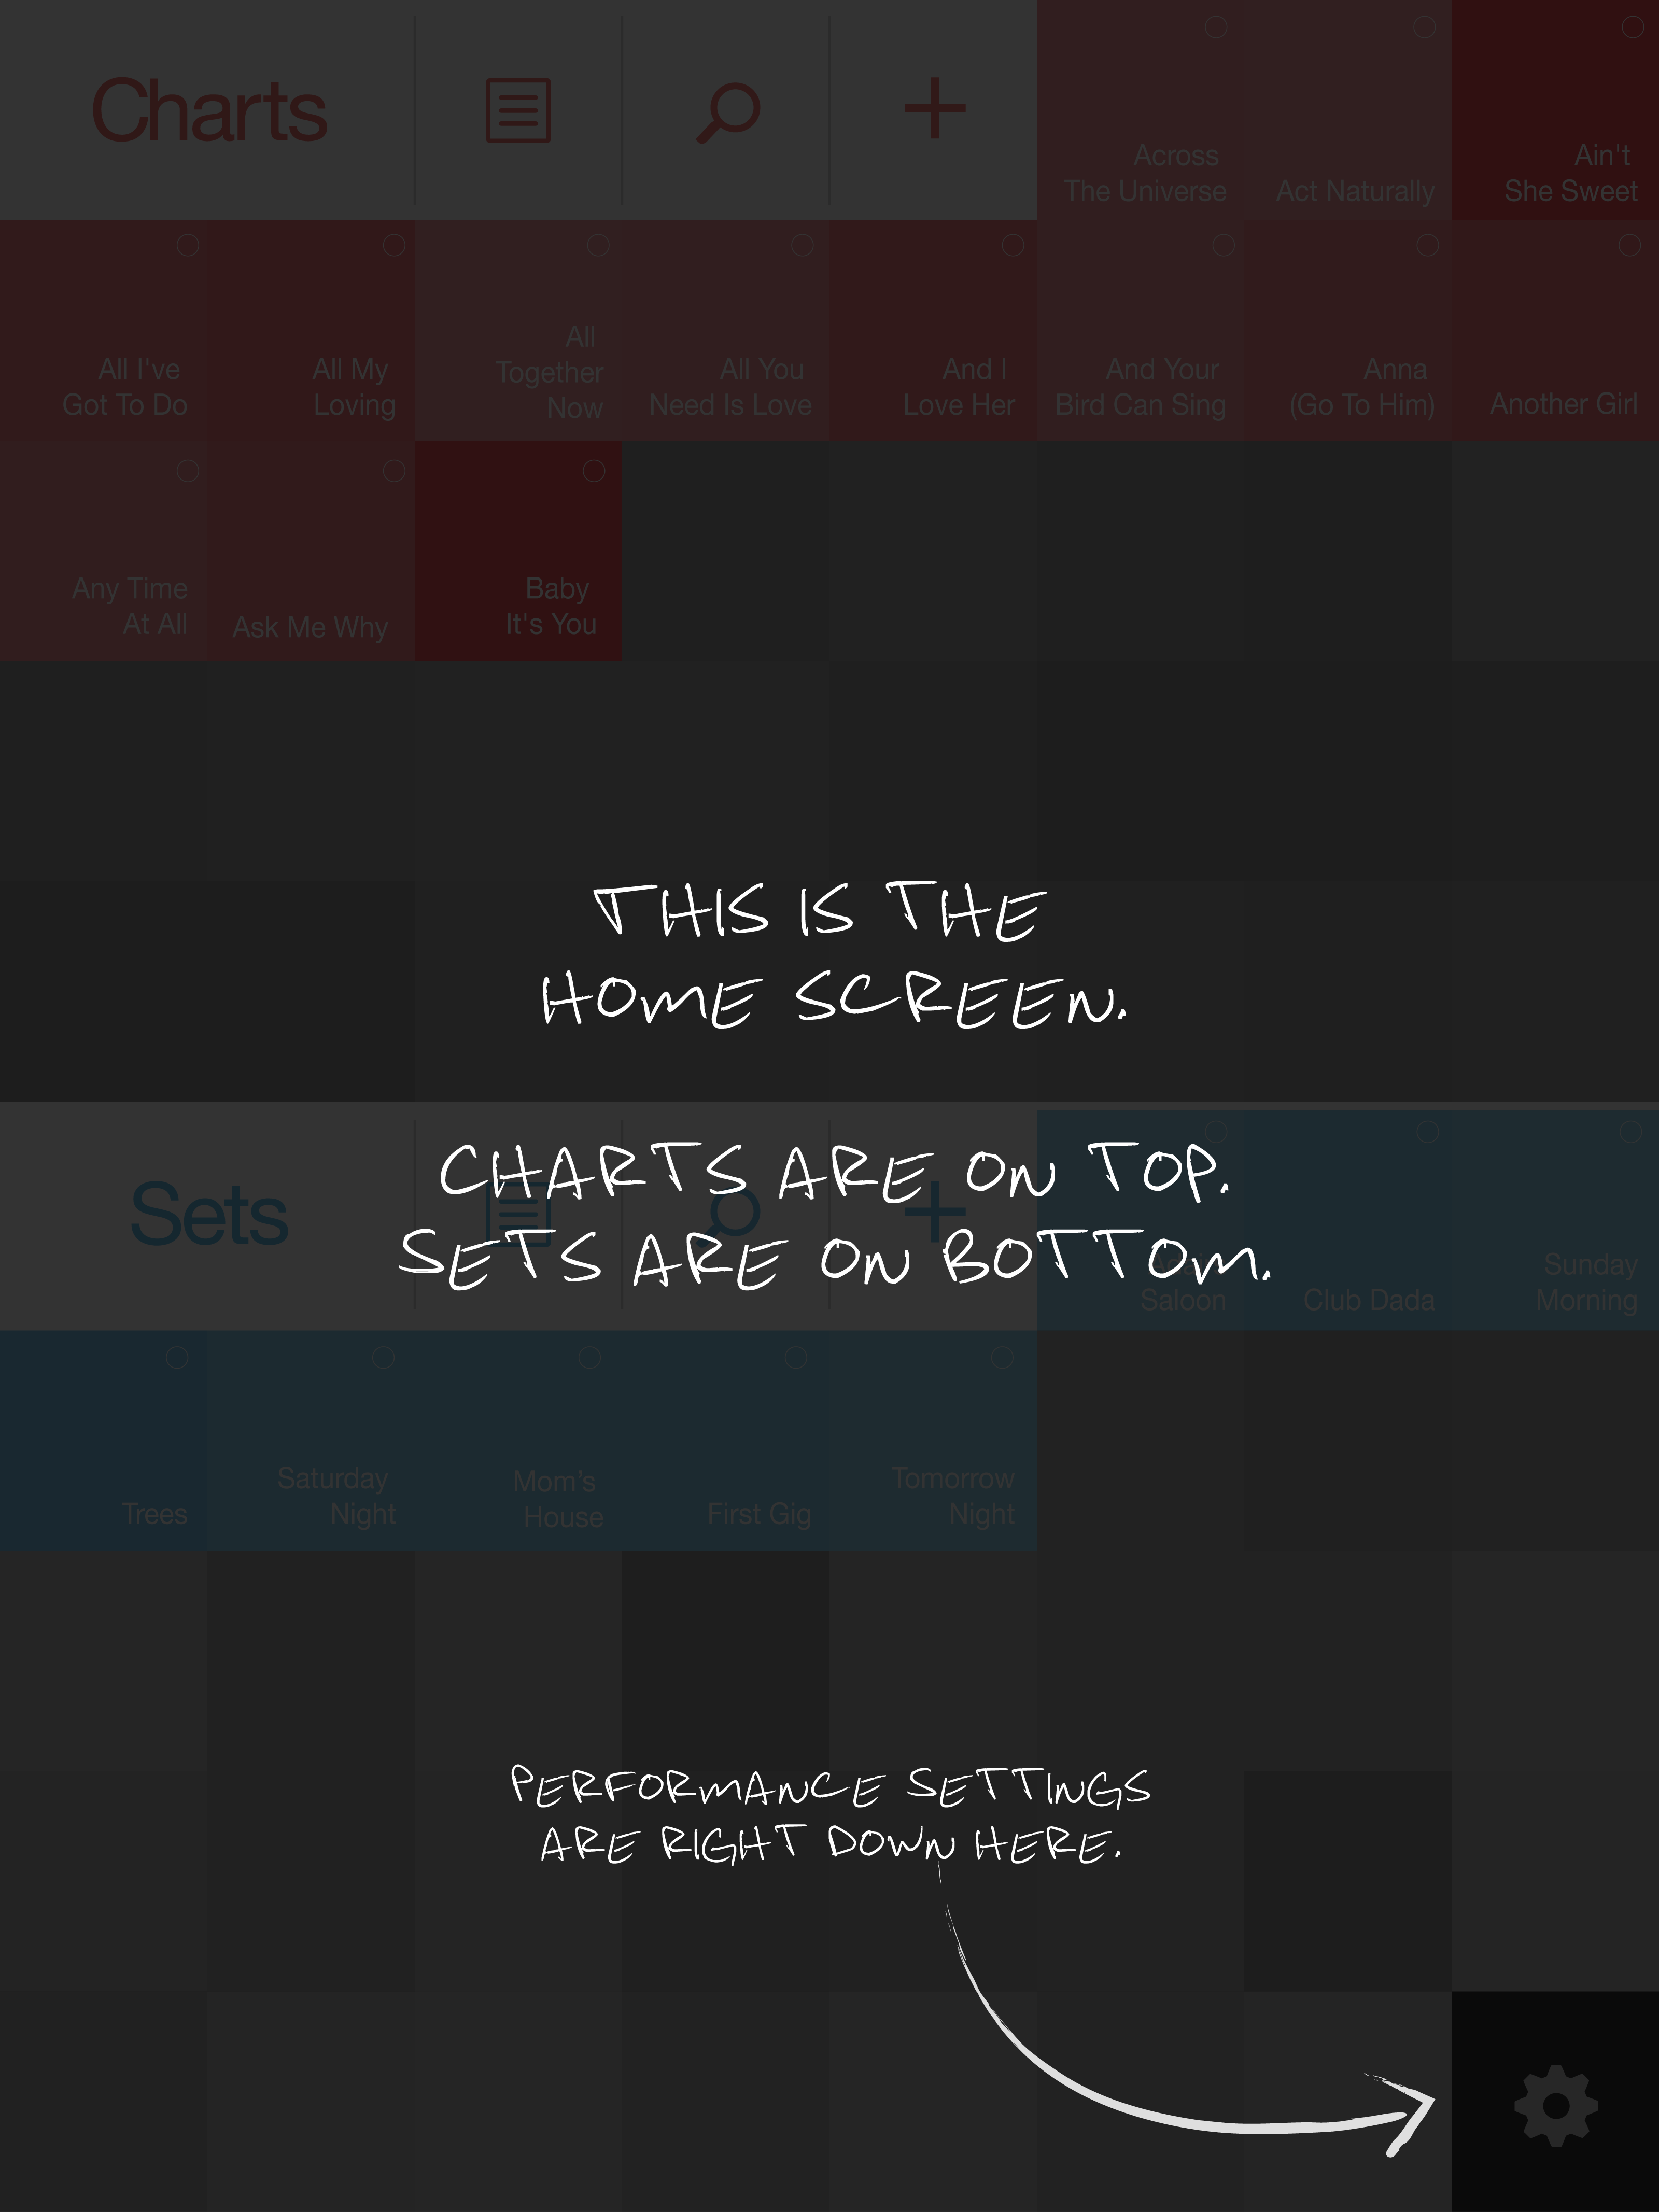 Charts
Across
The Universe
Act Naturally
Ain't
She Sweet
All I've
Got To Do
All My
Loving
All
Together
Now
All You
Need Is Love
And I
Love Her
And Your
Bird Can Sing
Anna
(Go To Him)
Another Girl
Any Time
At All
Ask Me Why
Baby
It's You
THIS IS THE
HOME SCREEN.
CHARTS ARE ON TOP.
SETS ARE ON BOTTOM.
Sets
Saloon
Club Dada
Sunday
Morning
Trees
Saturday
Night
Mom's
House
First Gig
Tomorrow
Night
PERFORMANCE SETTINGS
ARE RIGHT DOWN HERE.